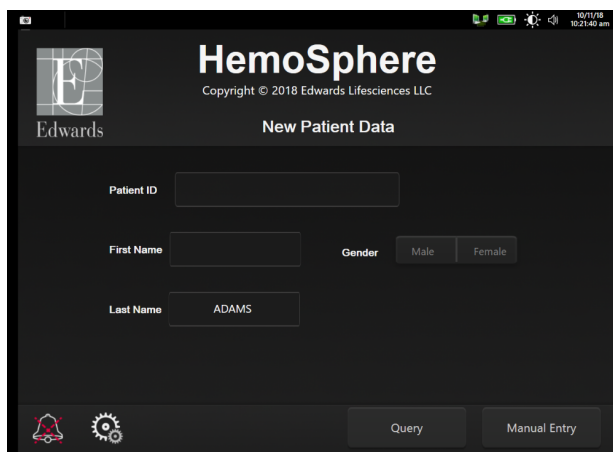 10/11/18
10:21:40 am
HemoSphere
Copyright © 2018 Edwards Lifesciences LLC
E
Edwards
New Patient Data
Patient ID
First Name
Gender
Male
Female
Last Name
ADAMS
Query
Manual Entry